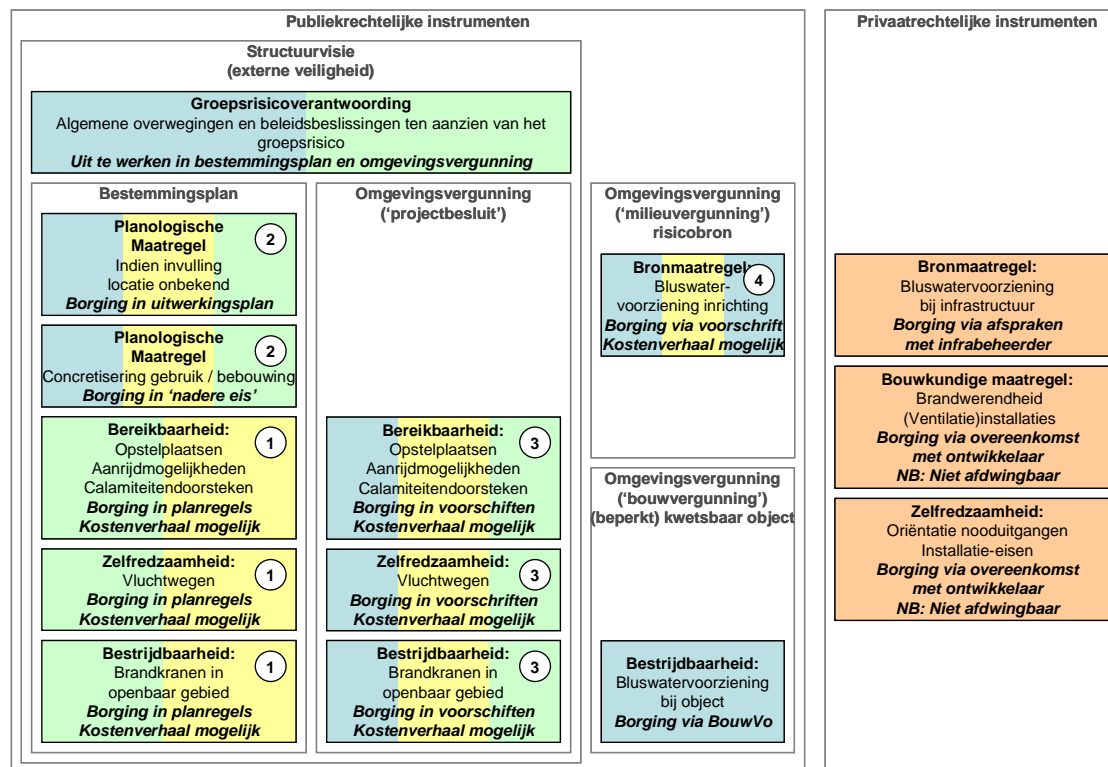 Publiekrechtelijke instrumenten
Structuurvisie
(externe veiligheid)
Groepsrisicoverantwoording
Algemene overwegingen en beleidsbeslissingen ten aanzien van het
groepsrisico
Uit te werken in bestemmingsplan en omgevingsvergunning
Bestemmingsplan
Planologische
Maatregel
2
Indien invulling
locatie onbekend
Borging in uitwerkingsplan
Planologische
Maatregel
2
Concretisering gebruik / bebouwing
Borging in ‘nadere eis’
Bereikbaarheid:
1
Opstelplaatsen
Aanrijdmogelijkheden
Calamiteitendoorsteken
Borging in planregels
Kostenverhaal mogelijk
Zelfredzaamheid:
1
Vluchtwegen
Borging in planregels
Kostenverhaal mogelijk
Bestrijdbaarheid:
1
Brandkranen in
openbaar gebied
Borging in planregels
Kostenverhaal mogelijk
Omgevingsvergunning
(‘projectbesluit’)
Bereikbaarheid:
3
Opstelplaatsen
Aanrijdmogelijkheden
Calamiteitendoorsteken
Borging in voorschiften
Kostenverhaal mogelijk
Zelfredzaamheid:
3
Vluchtwegen
Borging in voorschriften
Kostenverhaal mogelijk
Bestrijdbaarheid:
3
Brandkranen in
openbaar gebied
Borging in voorschriften
Kostenverhaal mogelijk
Omgevingsvergunning
(‘milieuvergunning’)
risicobron
Bronmaatregel:
4
Bluswater-
voorziening inrichting
Borging via voorschrift
Kostenverhaal mogelijk
Omgevingsvergunning
(‘bouwvergunning’)
(beperkt) kwetsbaar object
Bestrijdbaarheid:
Bluswatervoorziening
bij object
Borging via BouwVo
Privaatrechtelijke instrumenten
Bronmaatregel:
Bluswatervoorziening
bij infrastructuur
Borging via afspraken
met infrabeheerder
Bouwkundige maatregel:
Brandwerendheid
(Ventilatie)installaties
Borging via overeenkomst
met ontwikkelaar
NB: Niet afdwingbaar
Zelfredzaamheid:
Oriëntatie nooduitgangen
Installatie-eisen
Borging via overeenkomst
met ontwikkelaar
NB: Niet afdwingbaar